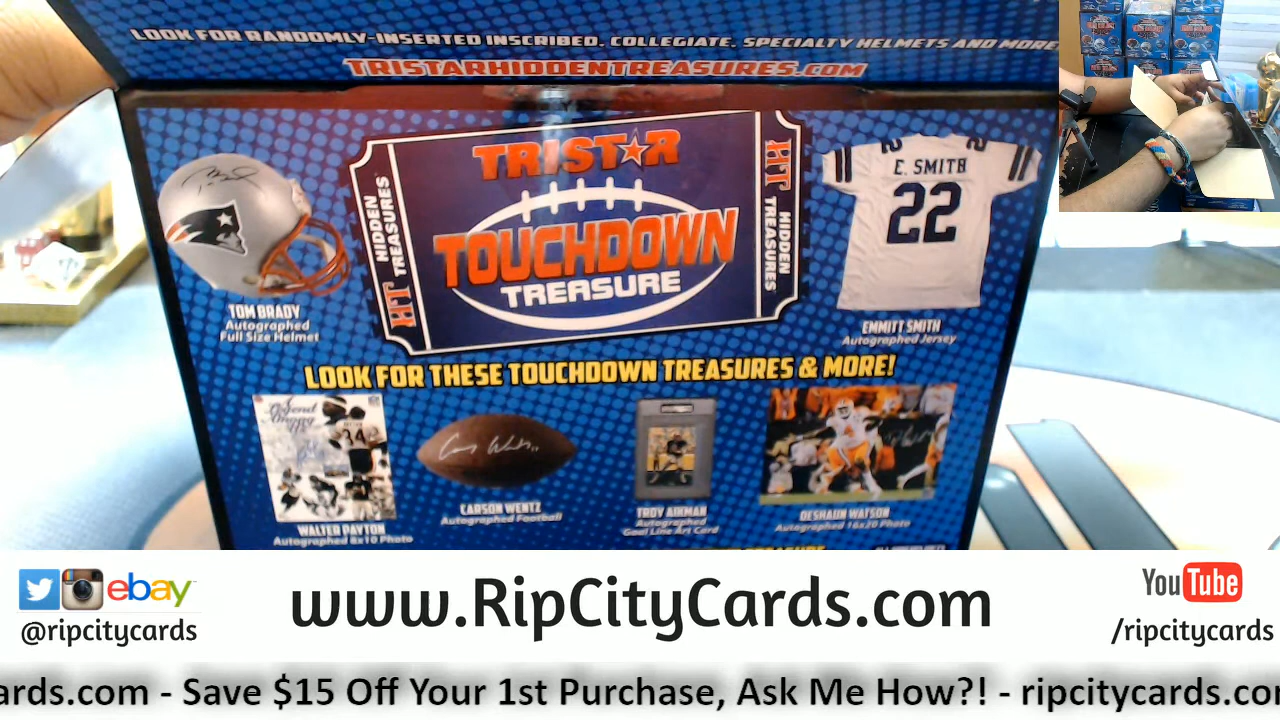 LOOK FOR RANDOMLY-INSERTED INSCRIBED, COLLEGIATE, SPECIALTY HELMETS AND MORE
TRISTARHIDDENTREASURES.COM
HIDDEN TREASURES
HT
TRISTAR
TOUCHDOWN
TREASURE
HT
HIDDEN TREASURES
E. SMITH
22
TOM BRADY
Autographed
Full Size Helmet
EMMITT SMITH
Autographed Jersey
LOOK FOR THESE TOUCHDOWN TREASURES & MORE!
34
WALTER PAYTON
Autographed 8x10 Photo
CARSON WENTZ
Autographed Football
TROY AIKMAN
Autographed
Goal Line Art Card
DESHAUN WATSON
Autographed 16x20 Photo
ebay
@ripcitycards
www.RipCityCards.com
YouTube
/ripcitycards
ards.com - Save $15 Off Your 1st Purchase, Ask Me How?! - ripcitycards.co